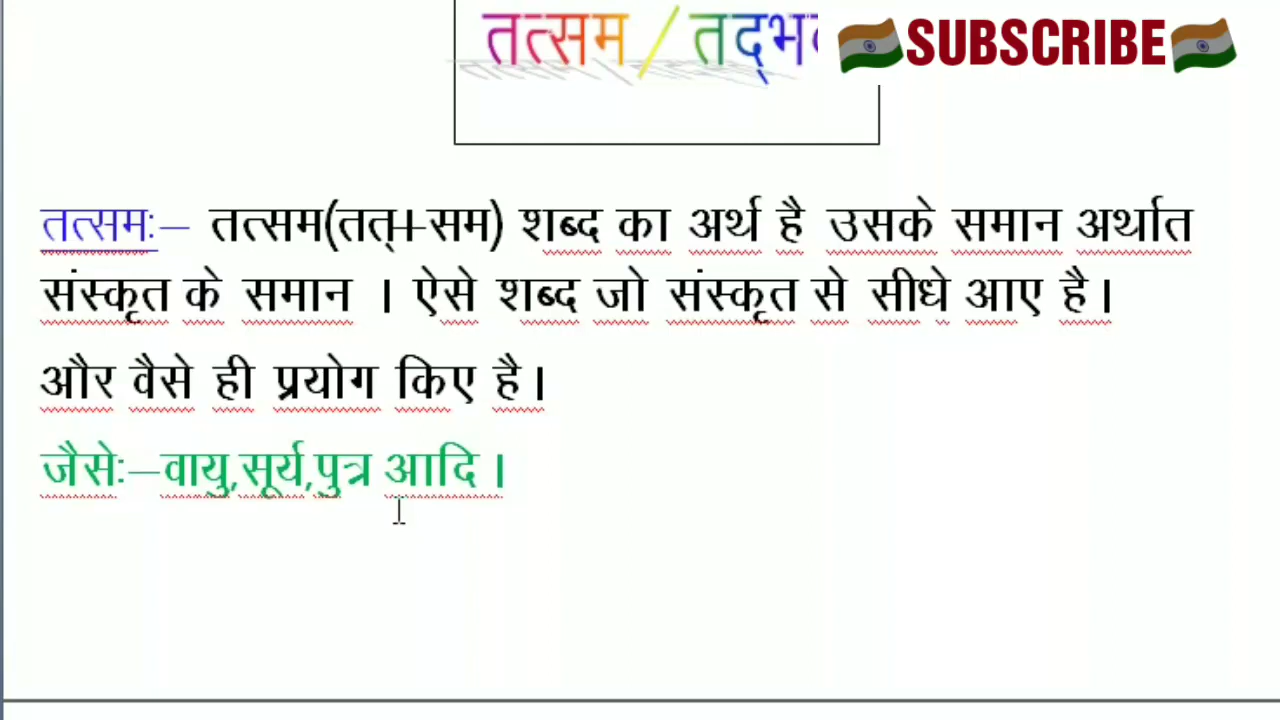 तत्सम / तद्भव
SUBSCRIBE
तत्समः– तत्सम(तत्+सम) शब्द का अर्थ है उसके समान अर्थात
संस्कृत के समान । ऐसे शब्द जो संस्कृत से सीधे आए है।
और वैसे ही प्रयोग किए है।
जैसेः–वायु,सूर्य,पुत्र आदि ।